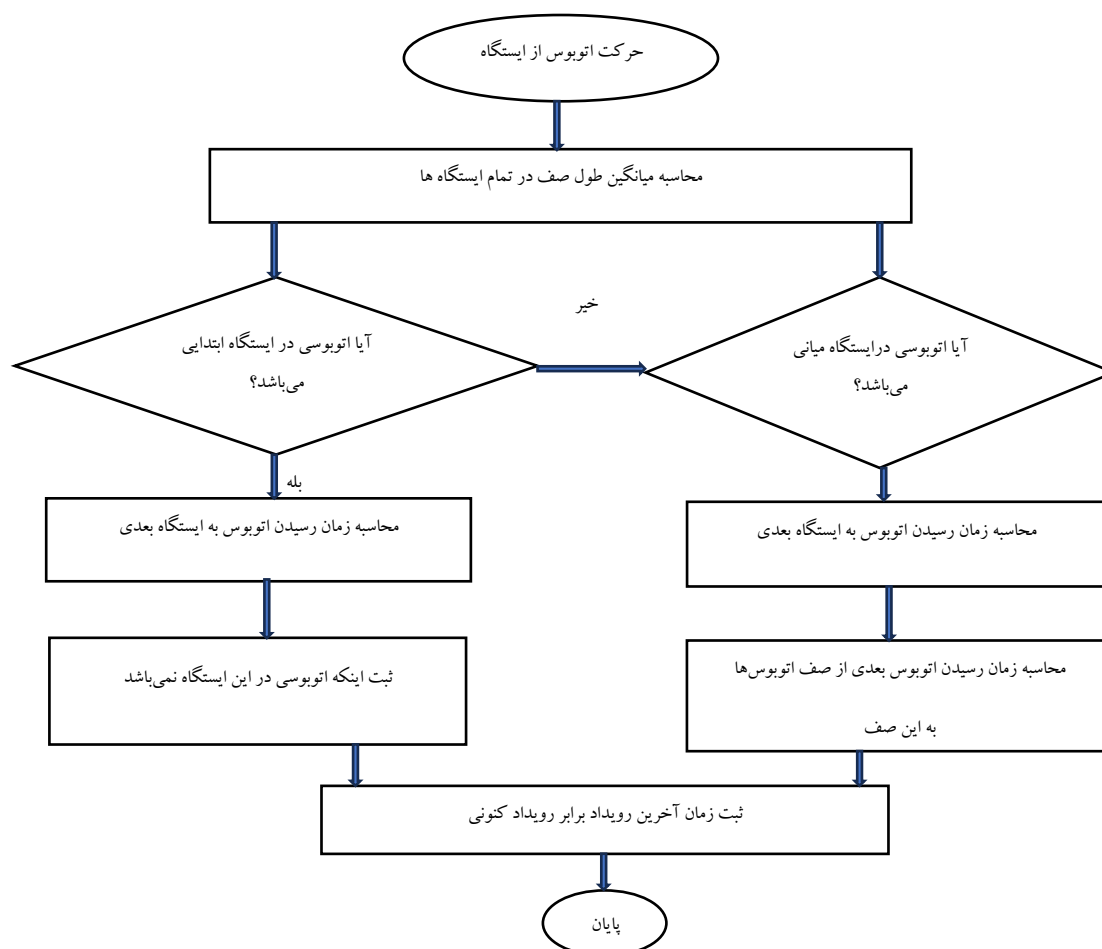 حرکت اتوبوس از ایستگاه
محاسبه میانگین طول صف در تمام ایستگاه ها
خیر
آیا اتوبوسی در ایستگاه ابتدایی
می‌باشد؟
آیا اتوبوسی درایستگاه میانی
می‌باشد؟
بله
محاسبه زمان رسیدن اتوبوس به ایستگاه بعدی
محاسبه زمان رسیدن اتوبوس به ایستگاه بعدی
ثبت اینکه اتوبوسی در این ایستگاه نمی‌باشد
محاسبه زمان رسیدن اتوبوس بعدی از صف اتوبوس‌ها
به این صف
ثبت زمان آخرین رویداد برابر رویداد کنونی
پایان